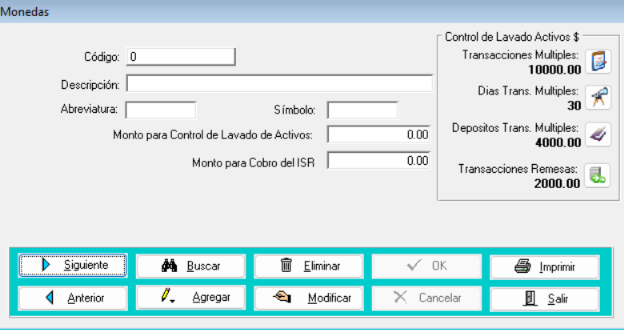 Monedas
Código: 0
Descripción:
Abreviatura: Símbolo:
Monto para Control de Lavado de Activos: 0.00
Monto para Cobro del ISR 0.00
Control de Lavado Activos $
Transacciones Multiples:
10000.00
Dias Trans. Multiples:
30
Depositos Trans. Multiples:
4000.00
Transacciones Remesas:
2000.00
Siguiente Buscar Eliminar OK Imprimir
Anterior Agregar Modificar Cancelar Salir